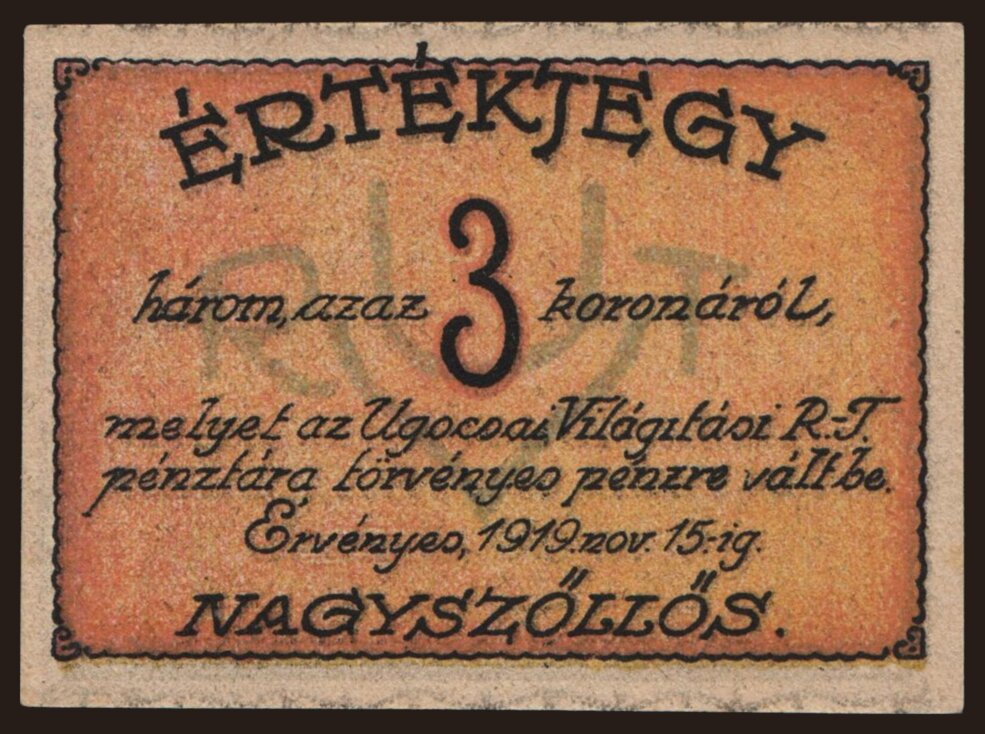 ÉRTÉKJEGY
három, azaz 3 koronáról,
melyet az Ugocsai Világítási R.-T.
pénztára törvényes pénzre vált be.
Érvényes, 1919. nov. 15.-ig.
NAGYSZŐLLŐS.
R V U T